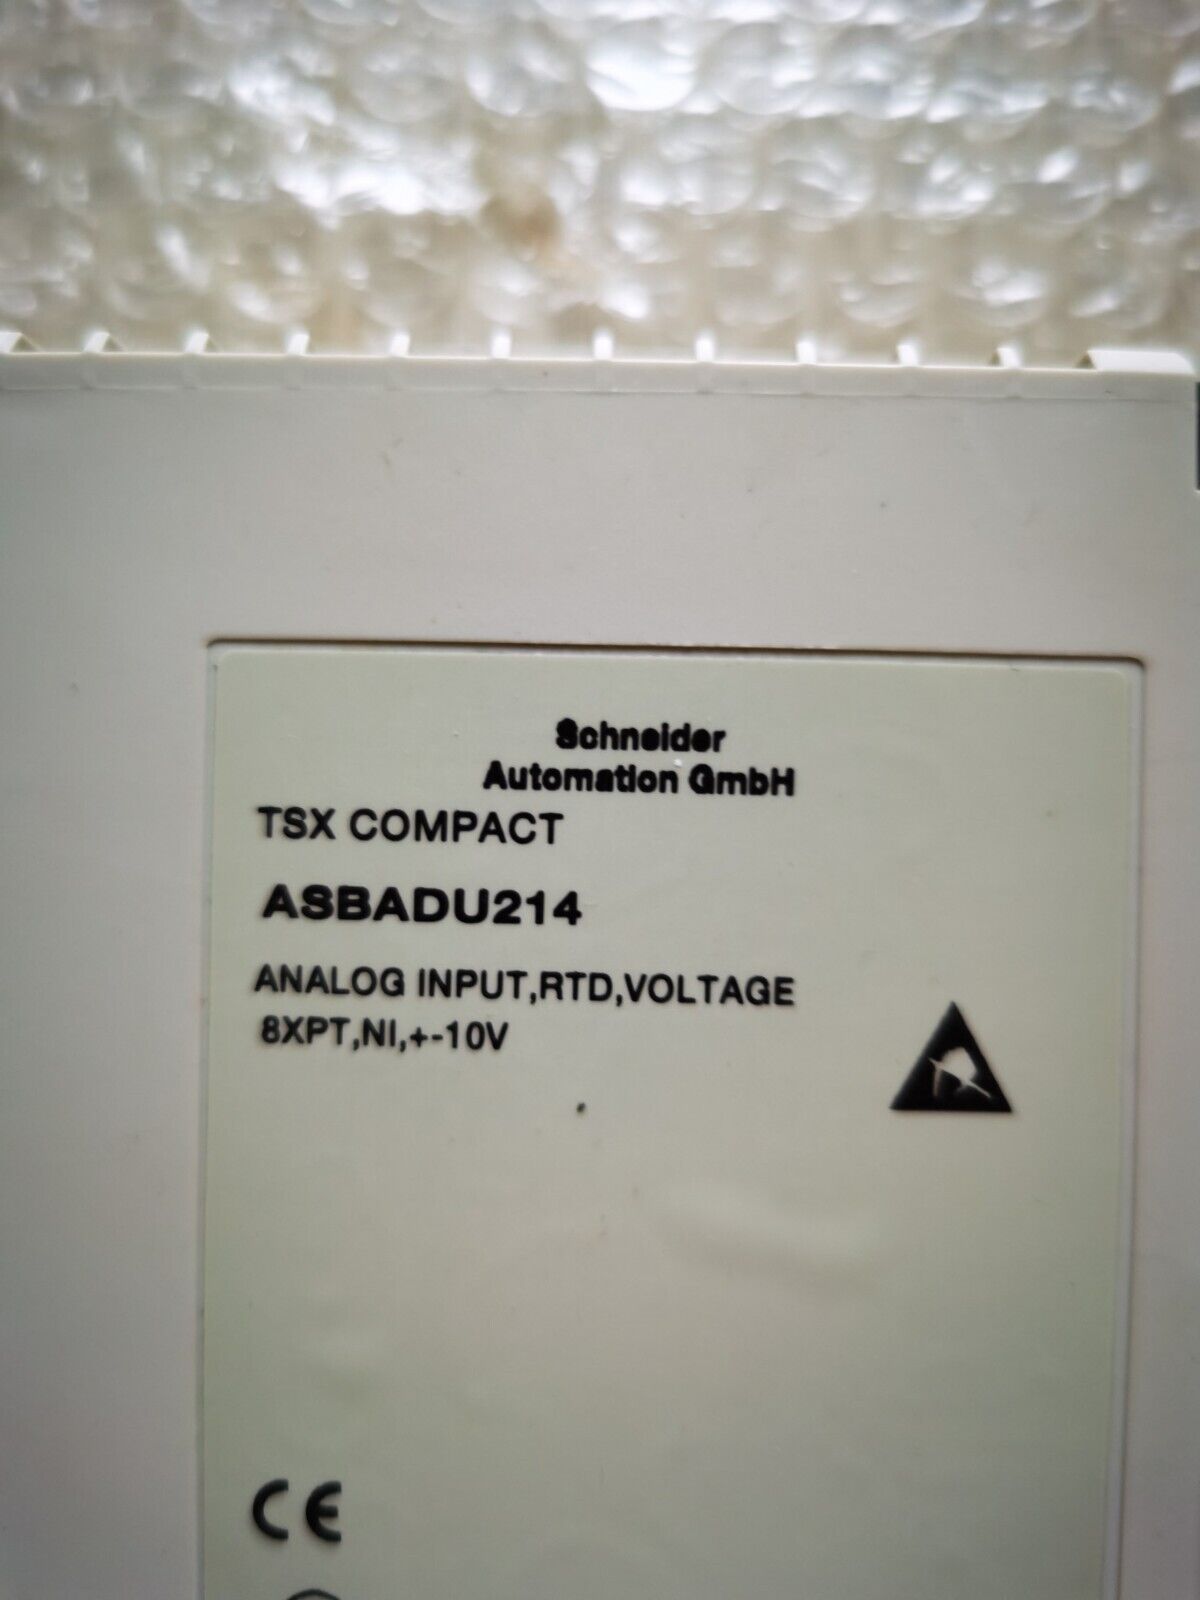 Schneider
Automation GmbH
TSX COMPACT
ASBADU214
ANALOG INPUT,RTD,VOLTAGE
8XPT,NI,+-10V
CE